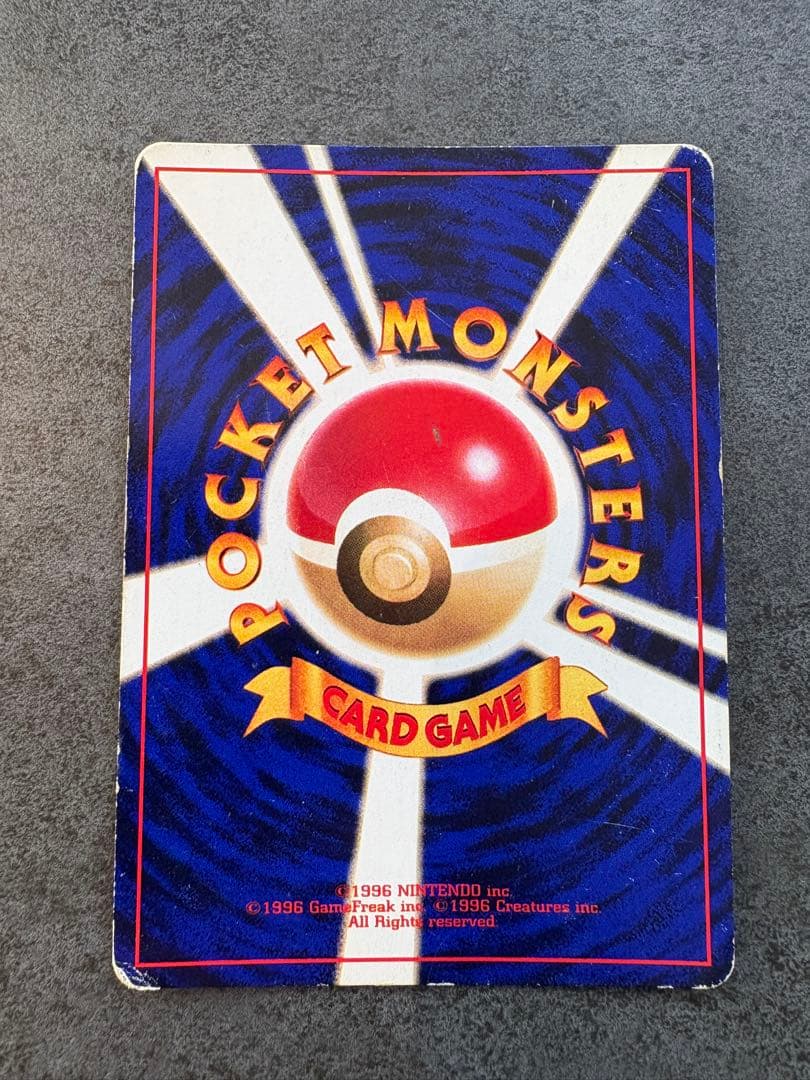 POCKET MONSTERS
CARD GAME
©1996 NINTENDO inc.
©1996 GameFreak inc. ©1996 Creatures inc.
All Rights reserved.